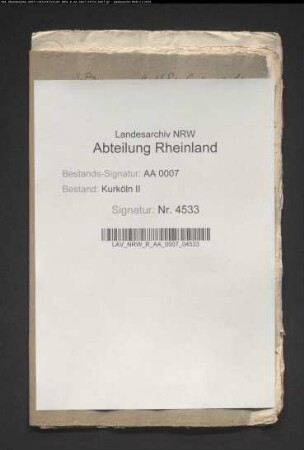 Landesarchiv NRW
Abteilung Rheinland
Bestands-Signatur: AA 0007
Bestand: Kurköln II
Signatur: Nr. 4533
LAV_NRW_R_AA_0007_04533